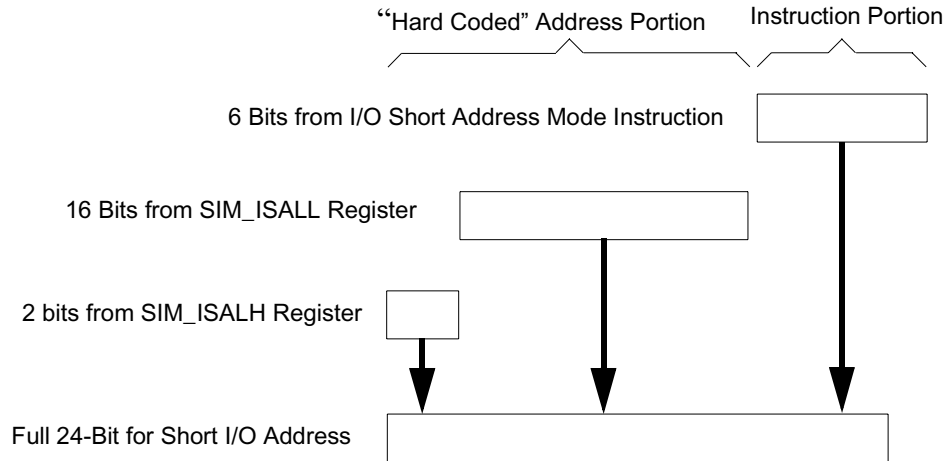 “Hard Coded” Address Portion
Instruction Portion
6 Bits from I/O Short Address Mode Instruction
16 Bits from SIM_ISALL Register
2 bits from SIM_ISALH Register
Full 24-Bit for Short I/O Address